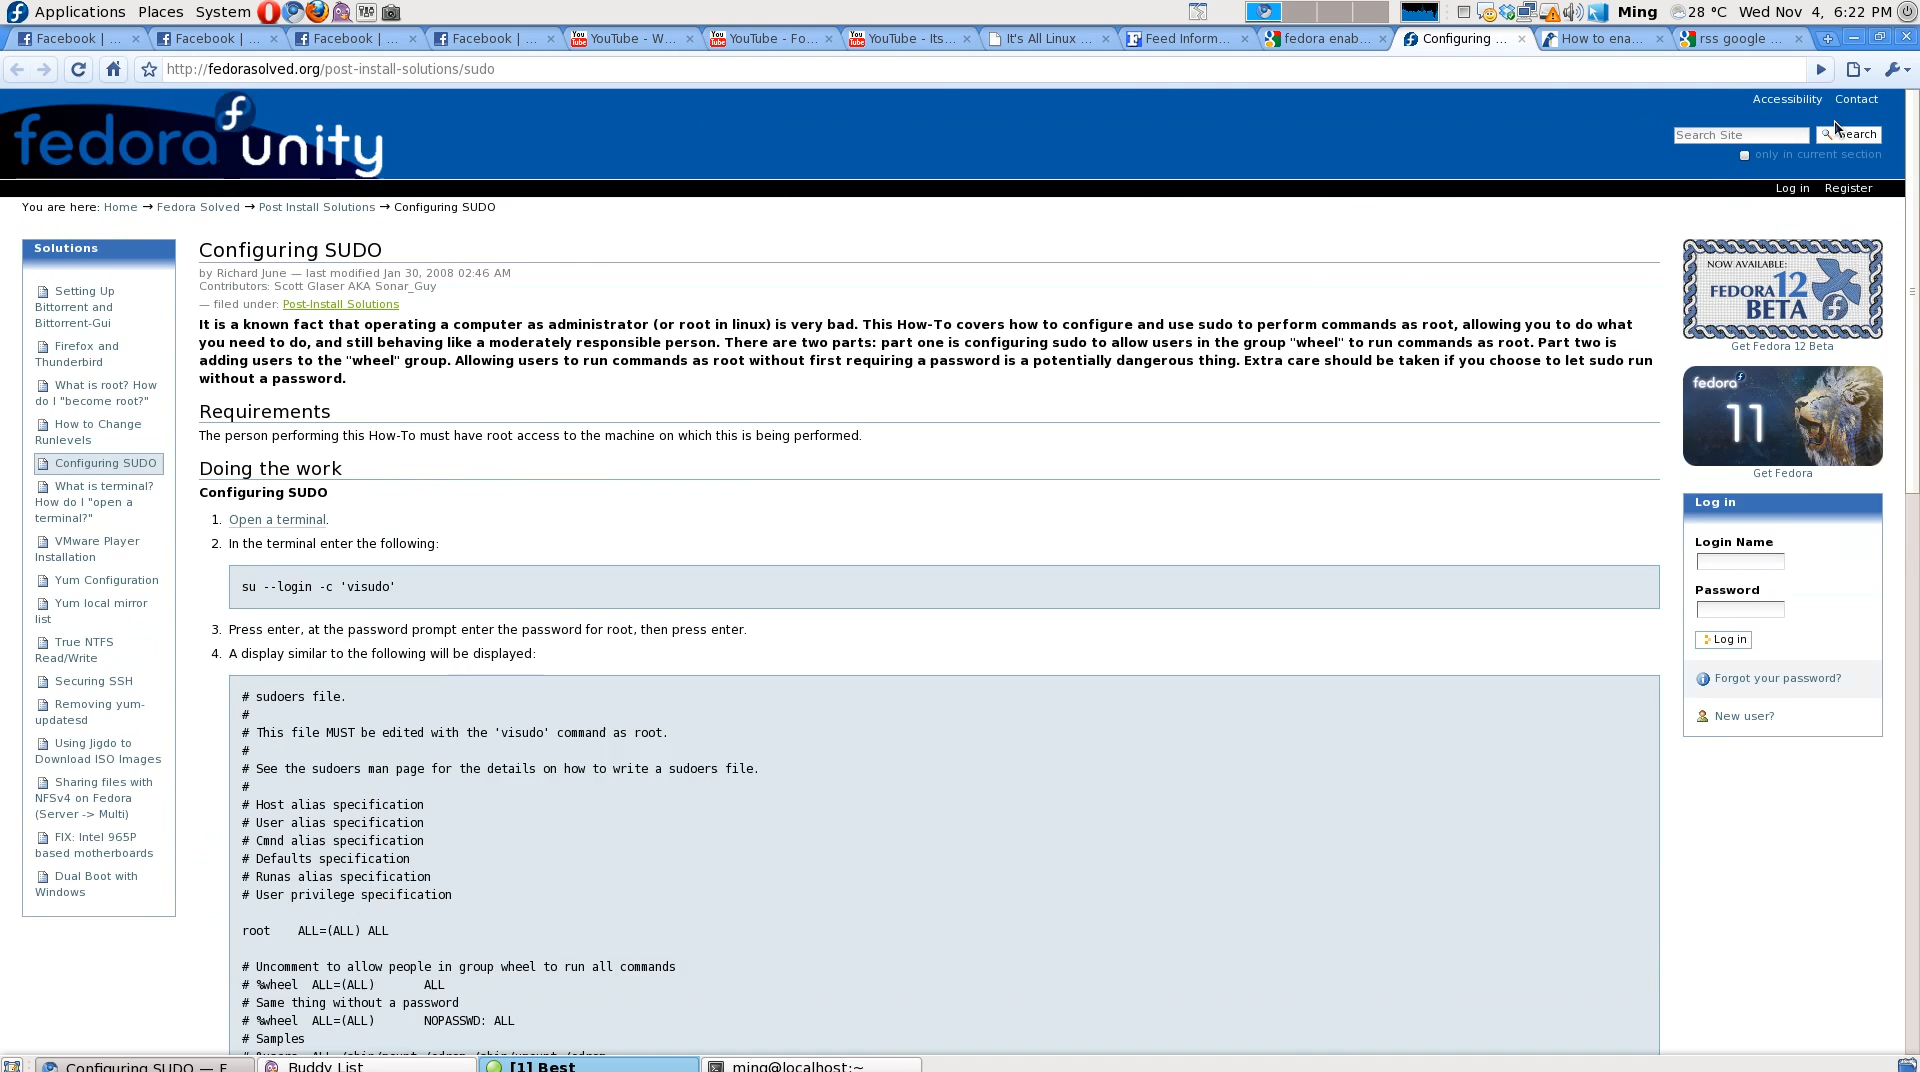 Applications Places System Ming 28 °C Wed Nov 4, 6:22 PM
Facebook | ... Facebook | ... Facebook | ... Facebook | ... YouTube - W... YouTube - Fo... YouTube - Its... It's All Linux ... Feed Inform... fedora enab... Configuring ... How to ena... rss google ...
http://fedorasolved.org/post-install-solutions/sudo
Accessibility Contact
fedora unity
Search Site
only in current section
Log in Register
You are here: Home → Fedora Solved → Post Install Solutions → Configuring SUDO
Solutions
Setting Up
Bittorrent and
Bittorrent-Gui
Firefox and
Thunderbird
What is root? How
do I "become root?"
How to Change
Runlevels
Configuring SUDO
What is terminal?
How do I "open a
terminal?"
VMware Player
Installation
Yum Configuration
Yum local mirror
list
True NTFS
Read/Write
Securing SSH
Removing yum-
updatesd
Using Jigdo to
Download ISO Images
Sharing files with
NFSv4 on Fedora
(Server -> Multi)
FIX: Intel 965P
based motherboards
Dual Boot with
Windows
Configuring SUDO
by Richard June — last modified Jan 30, 2008 02:46 AM
Contributors: Scott Glaser AKA Sonar_Guy
— filed under: Post-Install Solutions
It is a known fact that operating a computer as administrator (or root in linux) is very bad. This How-To covers how to configure and use sudo to perform commands as root, allowing you to do what
you need to do, and still behaving like a moderately responsible person. There are two parts: part one is configuring sudo to allow users in the group "wheel" to run commands as root. Part two is
adding users to the "wheel" group. Allowing users to run commands as root without first requiring a password is a potentially dangerous thing. Extra care should be taken if you choose to let sudo run
without a password.
Requirements
The person performing this How-To must have root access to the machine on which this is being performed.
Doing the work
Configuring SUDO
1. Open a terminal.
2. In the terminal enter the following:
su --login -c 'visudo'
3. Press enter, at the password prompt enter the password for root, then press enter.
4. A display similar to the following will be displayed:
# sudoers file.
#
# This file MUST be edited with the 'visudo' command as root.
#
# See the sudoers man page for the details on how to write a sudoers file.
#
# Host alias specification
# User alias specification
# Cmnd alias specification
# Defaults specification
# Runas alias specification
# User privilege specification
root ALL=(ALL) ALL
# Uncomment to allow people in group wheel to run all commands
# %wheel ALL=(ALL) ALL
# Same thing without a password
# %wheel ALL=(ALL) NOPASSWD: ALL
# Samples
NOW AVAILABLE:
FEDORA 12
BETA
Get Fedora 12 Beta
fedora
11
Get Fedora
Log in
Login Name
Password
Log in
Forgot your password?
New user?
Configuring SUDO — F Buddy List [1] Best ming@localhost:~